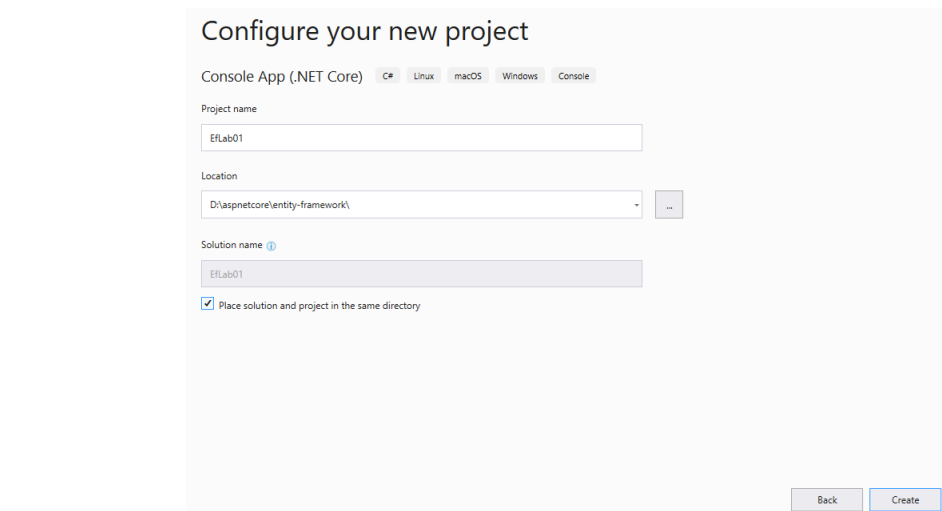 Configure your new project
Console App (.NET Core) C# Linux macOS Windows Console
Project name
EfLab01
Location
D:\aspnetcore\entity-framework\
...
Solution name
EfLab01
Place solution and project in the same directory
Back Create